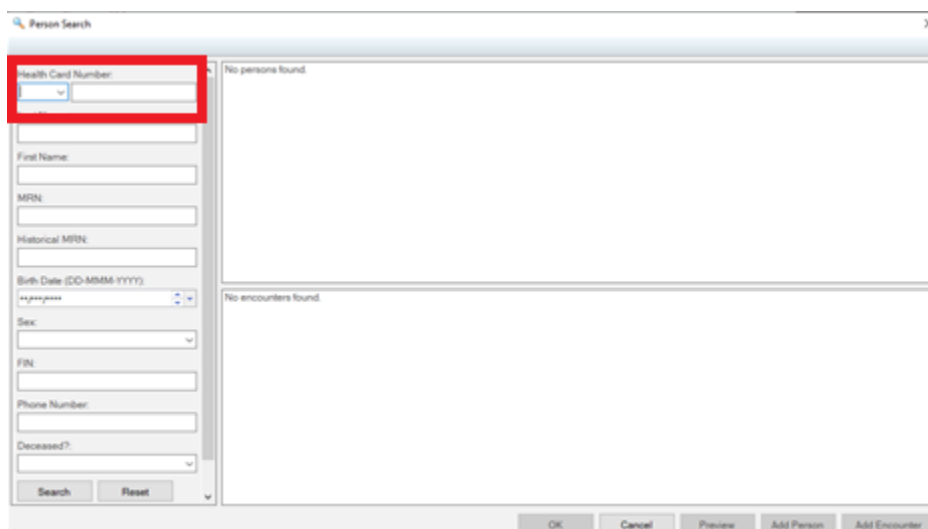 Person Search
Health Card Number:
No persons found.
First Name:
MRN:
Historical MRN:
Birth Date (DD-MMM-YYYY):
**/***/****
No encounters found.
Sex:
FIN:
Phone Number:
Deceased?:
Search Reset
OK Cancel Preview Add Person Add Encounter